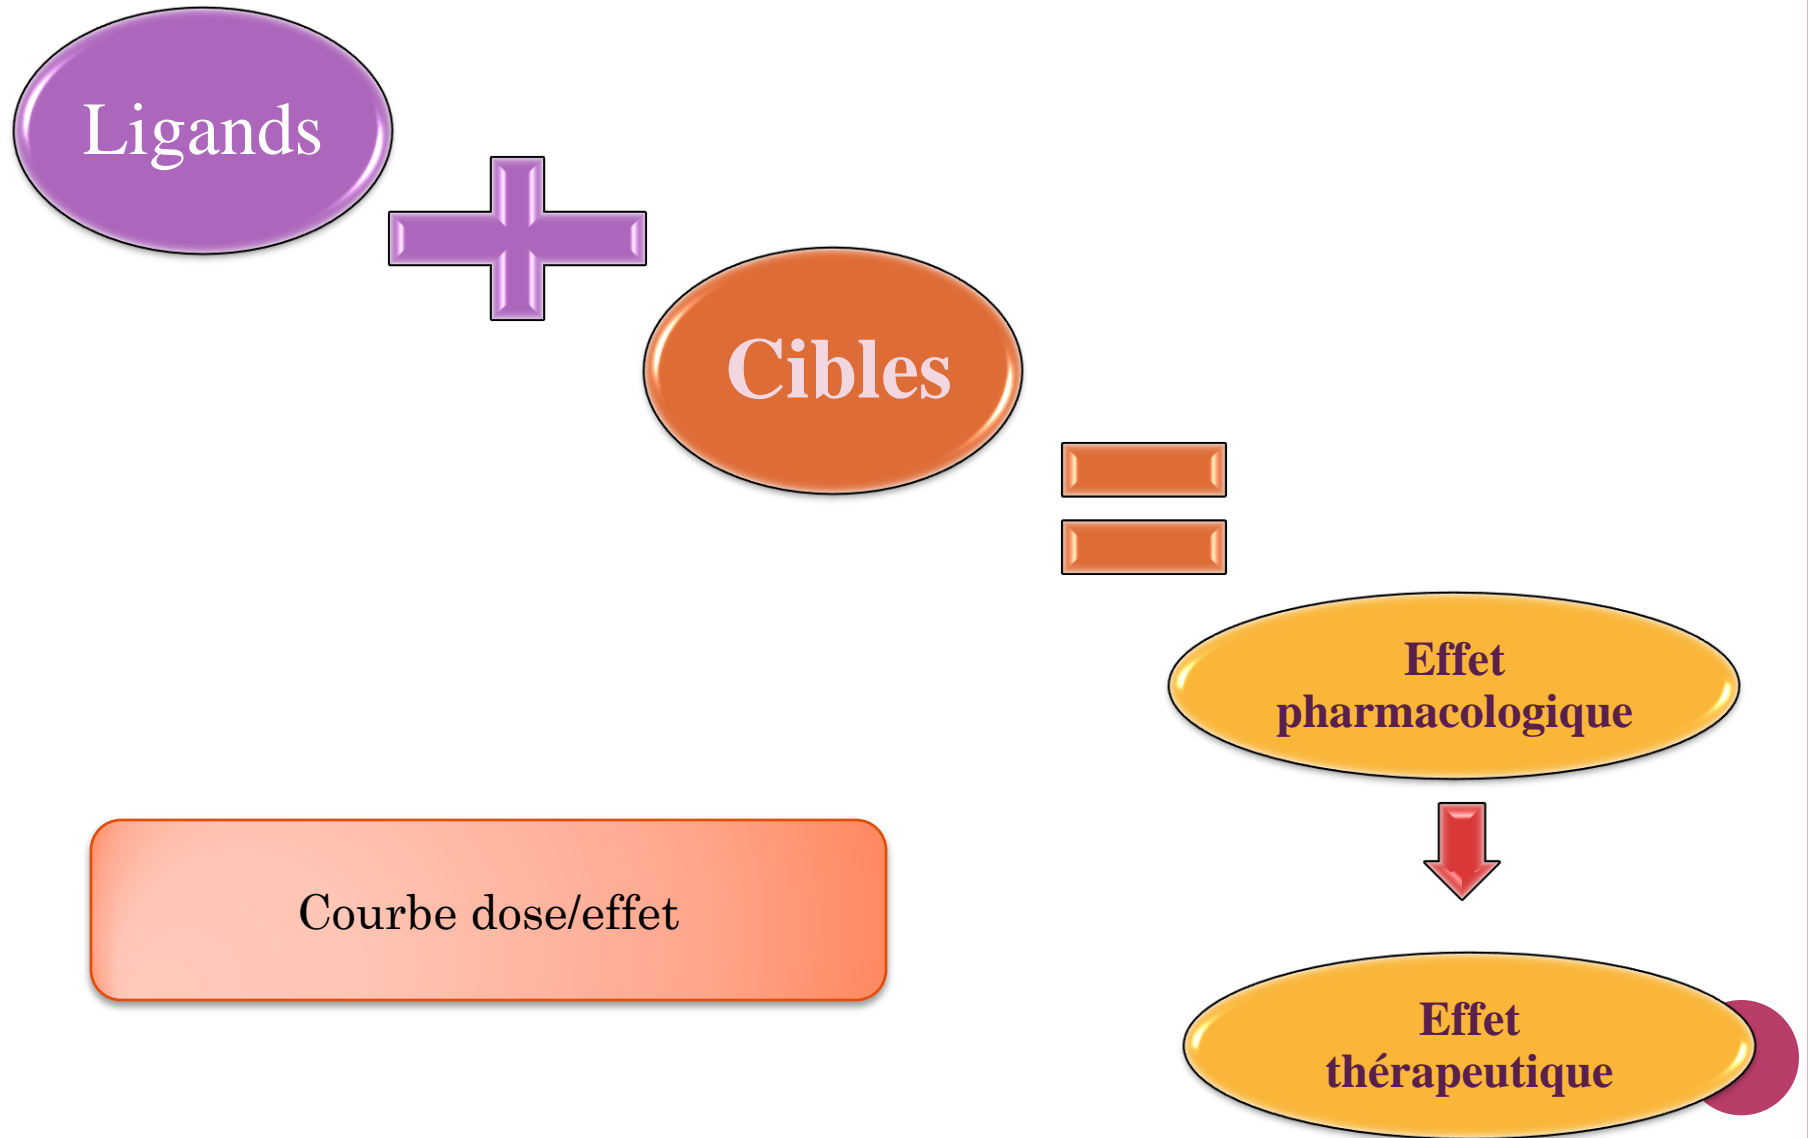 Ligands
Cibles
Effet
pharmacologique
Courbe dose/effet
Effet
thérapeutique